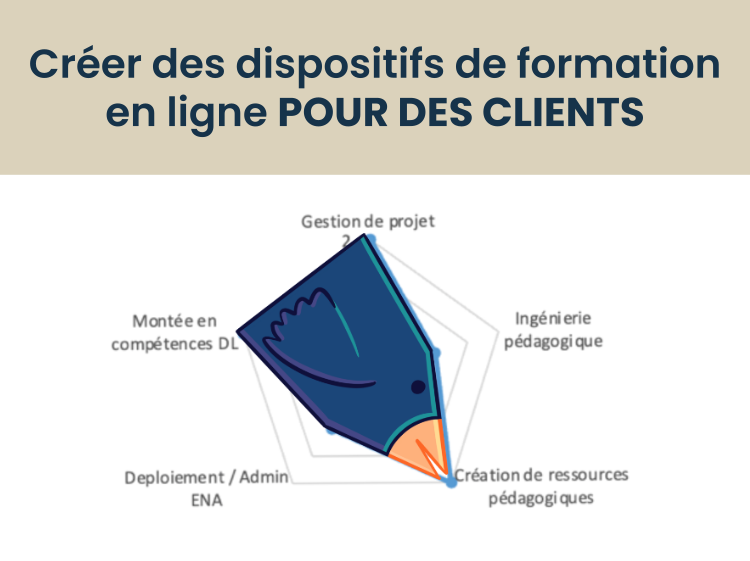 Créer des dispositifs de formation
en ligne POUR DES CLIENTS
Gestion de projet
2
Montée en
compétences DL
Ingénierie
pédagogique
Deploiement / Admin
ENA
Création de ressources
pédagogiques